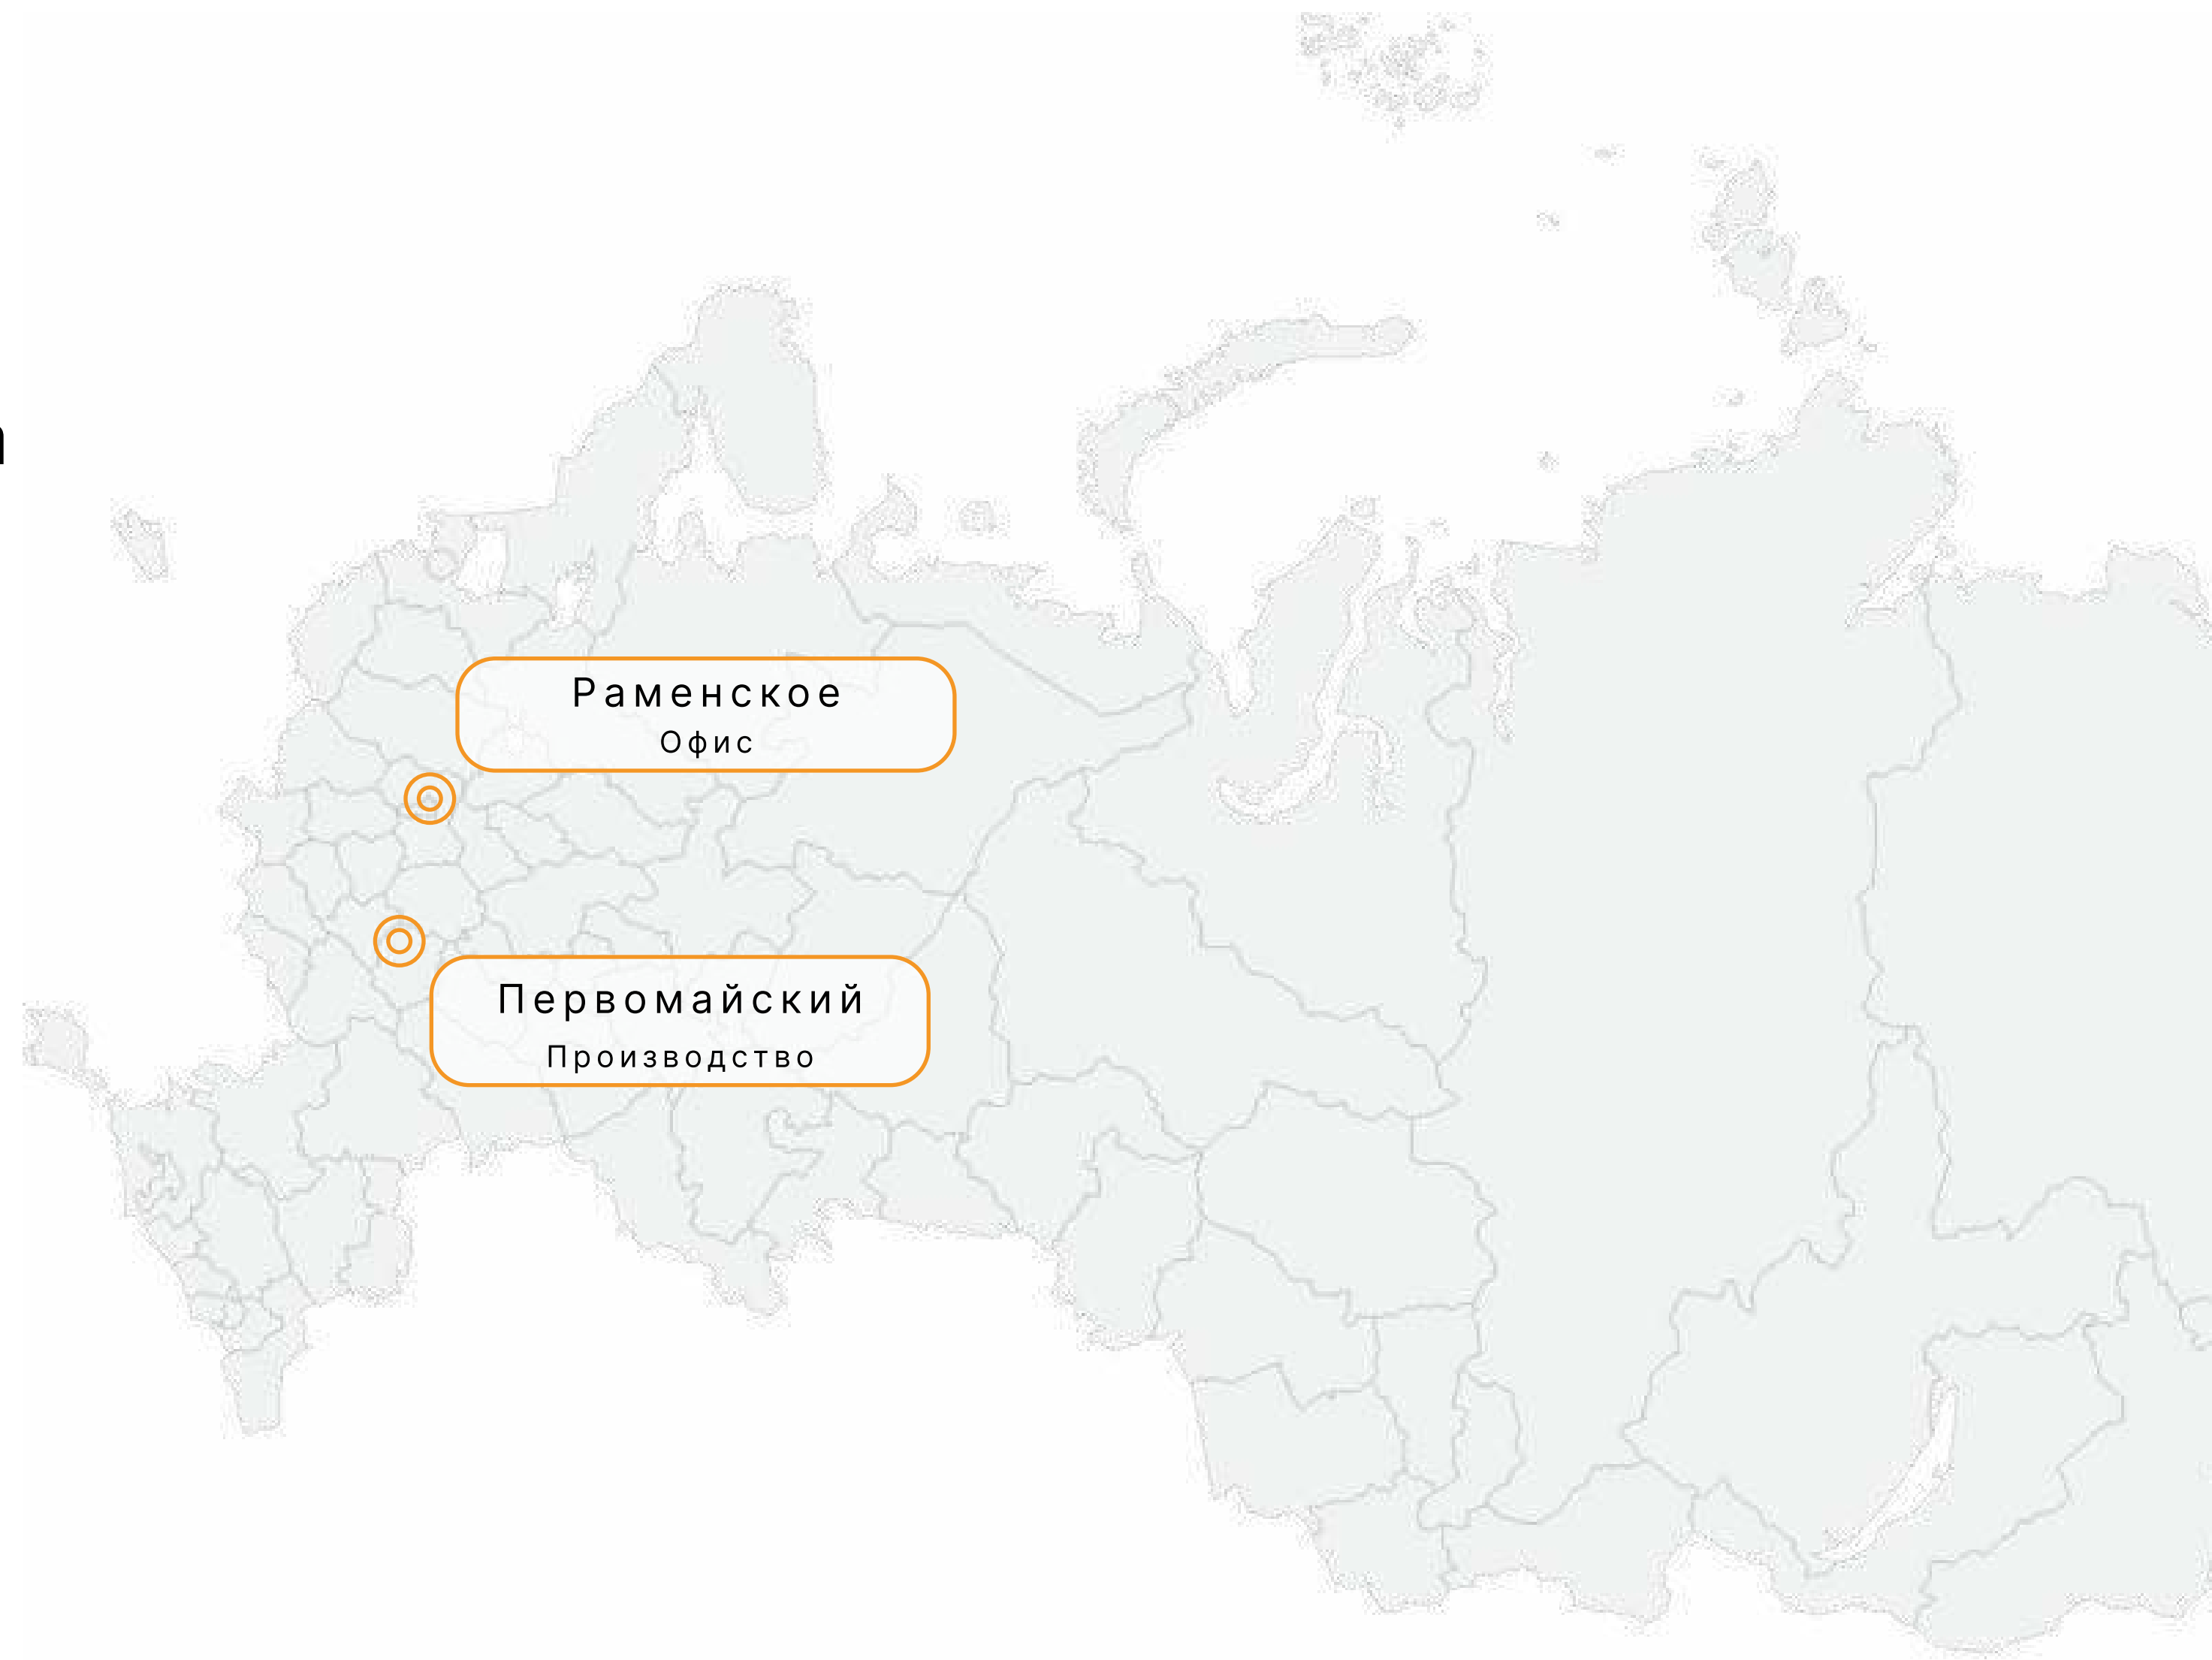 Раменское
Офис
Первомайский
Производство